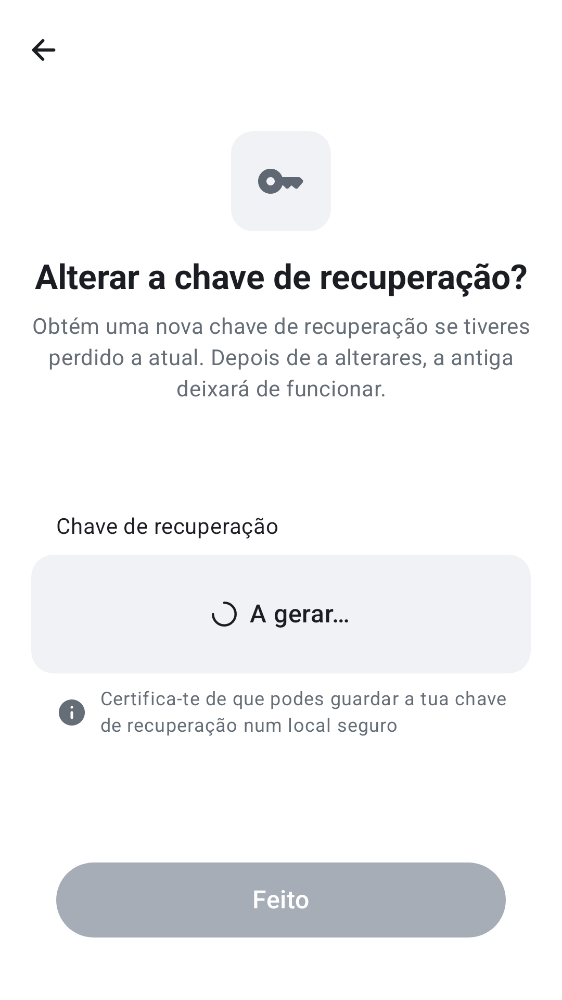 Alterar a chave de recuperação?
Obtém uma nova chave de recuperação se tiveres
perdido a atual. Depois de a alterares, a antiga
deixará de funcionar.
Chave de recuperação
A gerar...
Certifica-te de que podes guardar a tua chave
de recuperação num local seguro
Feito